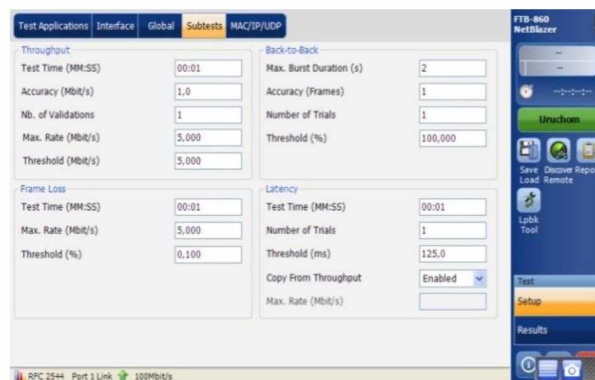 Test Applications Interface Global Subtests MAC/IP/UDP
Throughput
Test Time (MM:SS) 00:01
Accuracy (Mbit/s) 1,0
Nb. of Validations 1
Max. Rate (Mbit/s) 5,000
Threshold (Mbit/s) 5,000
Back-to-Back
Max. Burst Duration (s) 2
Accuracy (Frames) 1
Number of Trials 1
Threshold (%) 100,000
Frame Loss
Test Time (MM:SS) 00:01
Max. Rate (Mbit/s) 5,000
Threshold (%) 0,100
Latency
Test Time (MM:SS) 00:01
Number of Trials 1
Threshold (ms) 125,0
Copy From Throughput Enabled
Max. Rate (Mbit/s)
RFC 2544 Port 1 Link 100Mbit/s
FTB-860
NetBlazer
--
--
--:--:--
Uruchom
Save Discover Repo
Load Remote
Lpbk
Tool
Test
Setup
Results